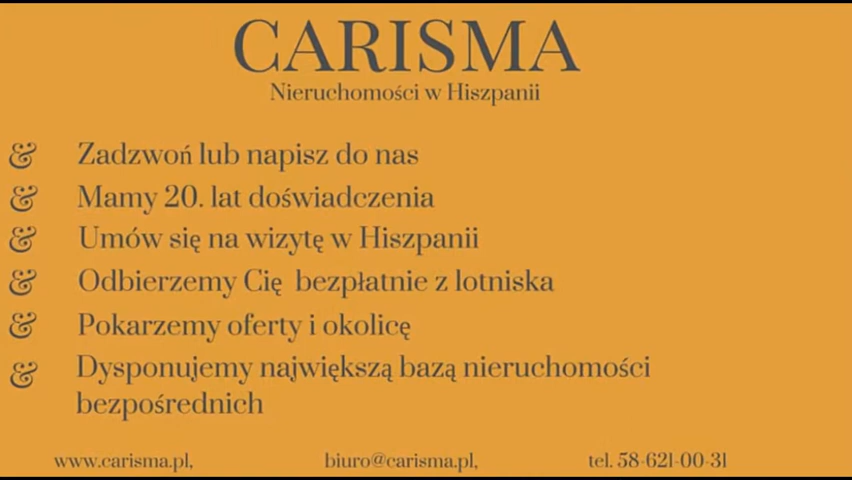 CARISMA
Nieruchomości w Hiszpanii
& Zadzwoń lub napisz do nas
& Mamy 20. lat doświadczenia
& Umów się na wizytę w Hiszpanii
& Odbierzemy Cię bezpłatnie z lotniska
& Pokarzemy oferty i okolicę
& Dysponujemy największą bazą nieruchomości
bezpośrednich
www.carisma.pl, biuro@carisma.pl, tel. 58-621-00-31